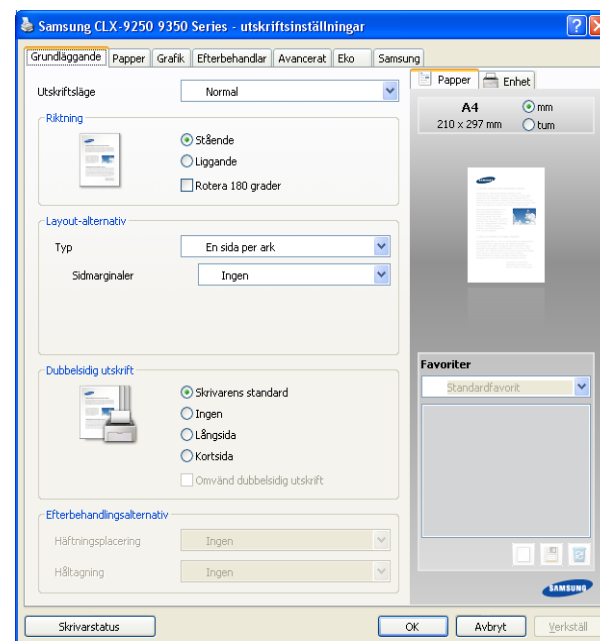 Samsung CLX-9250 9350 Series - utskriftsinställningar
Grundläggande Papper Grafik Efterbehandlar Avancerat Eko Samsung
Utskriftsläge Normal
Riktning
Stående
Liggande
Rotera 180 grader
Layout-alternativ
Typ En sida per ark
Sidmarginaler Ingen
Dubbelsidig utskrift
Skrivarens standard
Ingen
Långsida
Kortsida
Omvänd dubbelsidig utskrift
Efterbehandlingsalternativ
Häftningsplacering Ingen
Håltagning Ingen
Papper Enhet
A4 mm
210 x 297 mm tum
Favoriter
Standardfavorit
SAMSUNG
Skrivarstatus OK Avbryt Verkställ